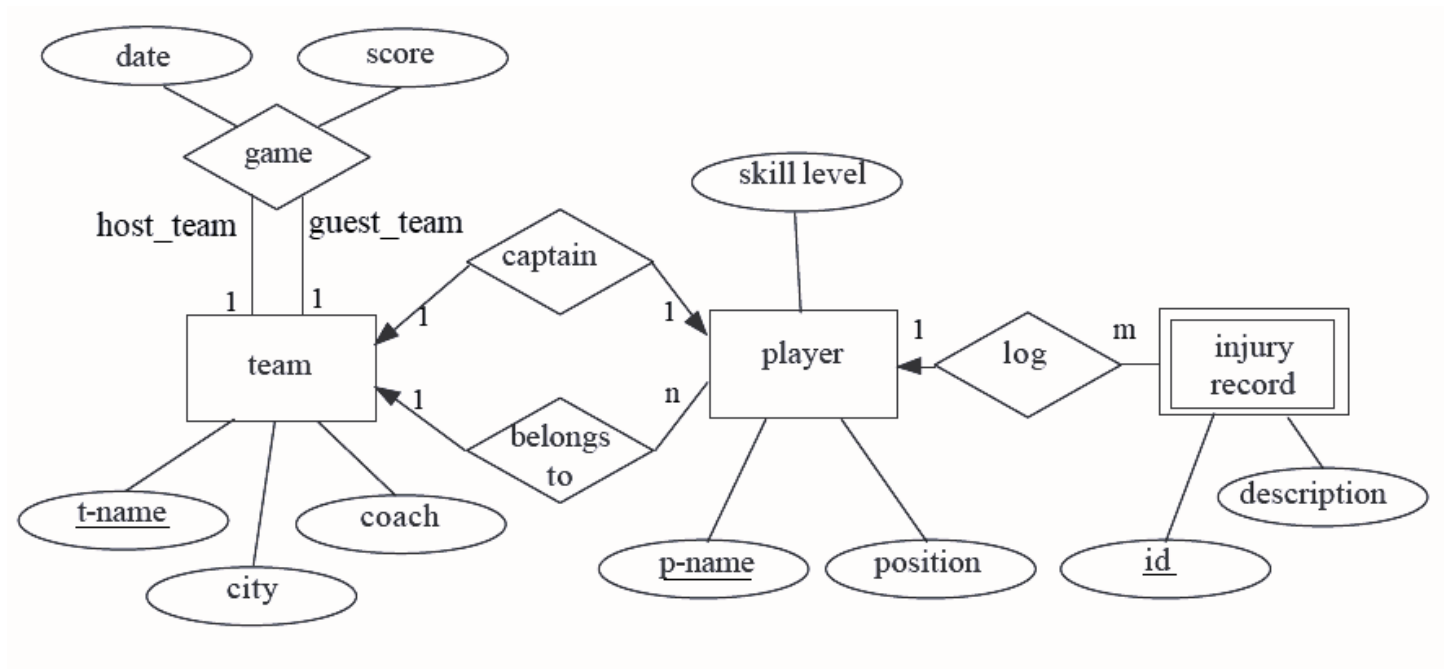 date
score
game
host_team
guest_team
skill level
captain
1
1
1
1
team
player
1
log
m
injury
record
1
n
belongs
to
t-name
city
coach
p-name
position
id
description